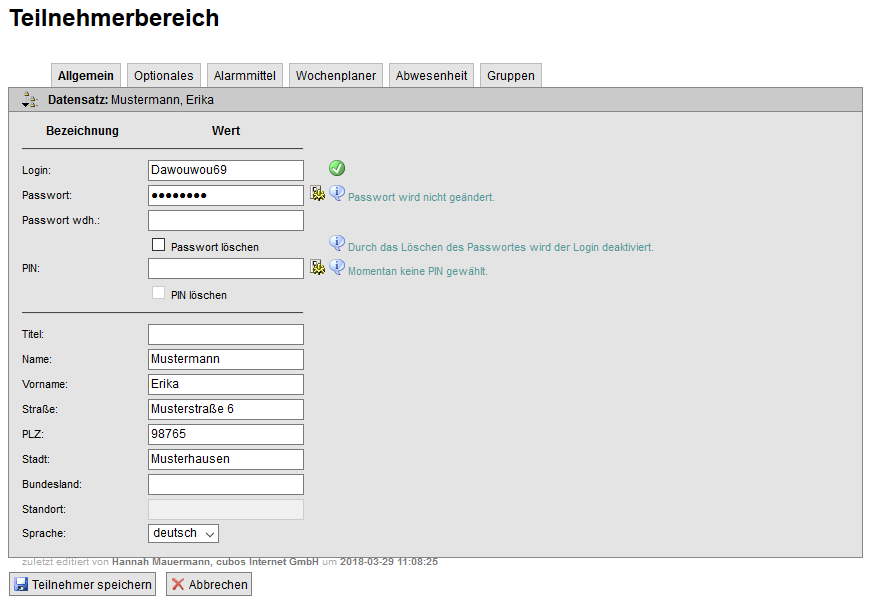 Teilnehmerbereich
Allgemein Optionales Alarmmittel Wochenplaner Abwesenheit Gruppen
Datensatz: Mustermann, Erika
Bezeichnung Wert
Login: Dawouwou69
Passwort: ●●●●●●●● Passwort wird nicht geändert.
Passwort wdh.:
Passwort löschen Durch das Löschen des Passwortes wird der Login deaktiviert.
PIN: Momentan keine PIN gewählt.
PIN löschen
Titel:
Name: Mustermann
Vorname: Erika
Straße: Musterstraße 6
PLZ: 98765
Stadt: Musterhausen
Bundesland:
Standort:
Sprache: deutsch
zuletzt editiert von Hannah Mauermann, cubos Internet GmbH um 2018-03-29 11:08:25
Teilnehmer speichern Abbrechen